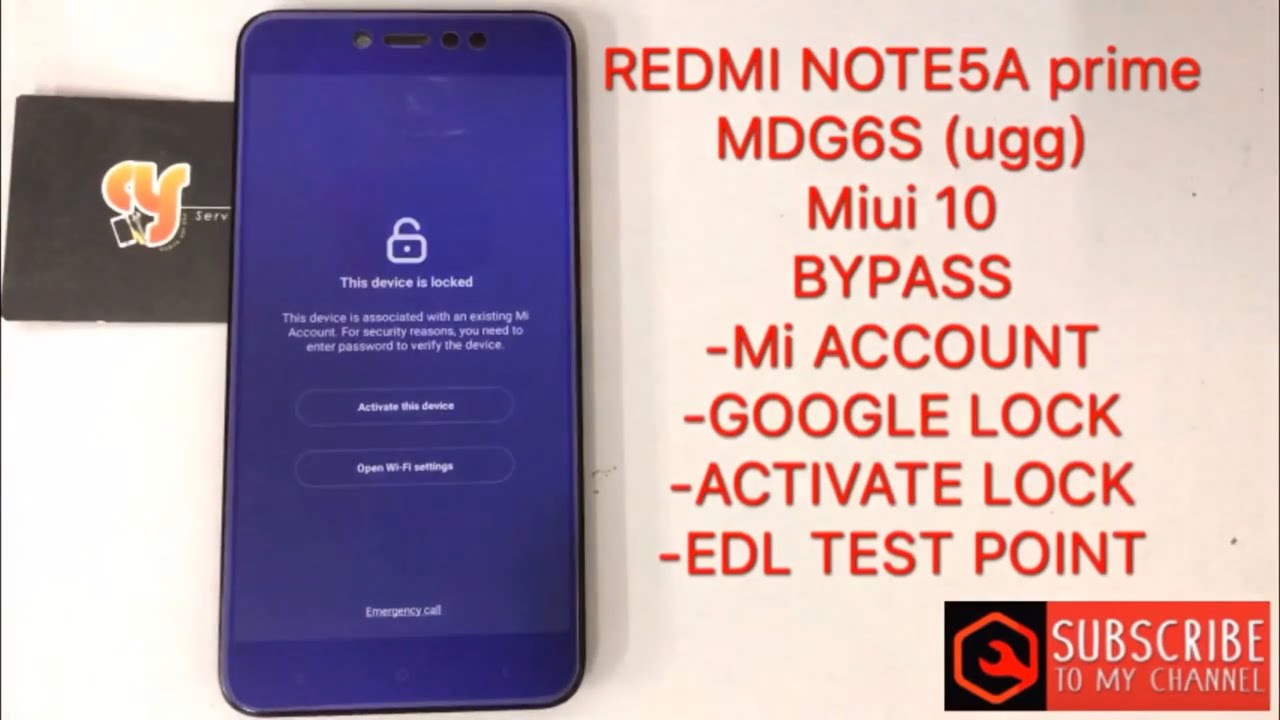 REDMI NOTE5A prime
MDG6S (ugg)
Miui 10
BYPASS
-Mi ACCOUNT
-GOOGLE LOCK
-ACTIVATE LOCK
-EDL TEST POINT
SY
Serv
This device is locked
This device is associated with an existing Mi
Account. For security reasons, you need to
enter password to verify the device.
Activate this device
Open Wi-Fi settings
Emergency call
SUBSCRIBE
TO MY CHANNEL